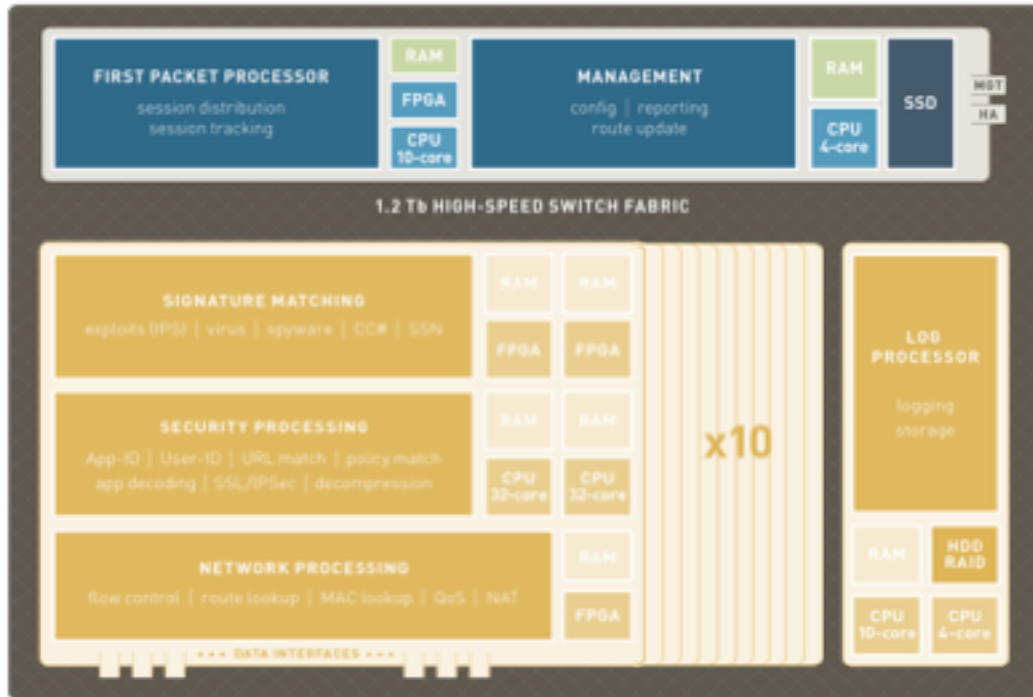 FIRST PACKET PROCESSOR
session distribution
session tracking
RAM
FPGA
CPU
10-core
MANAGEMENT
config | reporting
route update
RAM
CPU
4-core
SSD
MGT
HA
1.2 Tb HIGH-SPEED SWITCH FABRIC
SIGNATURE MATCHING
exploits (IPS) | virus | spyware | CC# | SSN
RAM
RAM
FPGA
FPGA
SECURITY PROCESSING
App-ID | User-ID | URL match | policy match
app decoding | SSL/IPSec | decompression
RAM
RAM
CPU
32-core
CPU
32-core
NETWORK PROCESSING
flow control | route lookup | MAC lookup | QoS | NAT
RAM
FPGA
DATA INTERFACES
x10
LOG
PROCESSOR
logging
storage
RAM
HDD
RAID
CPU
10-core
CPU
4-core